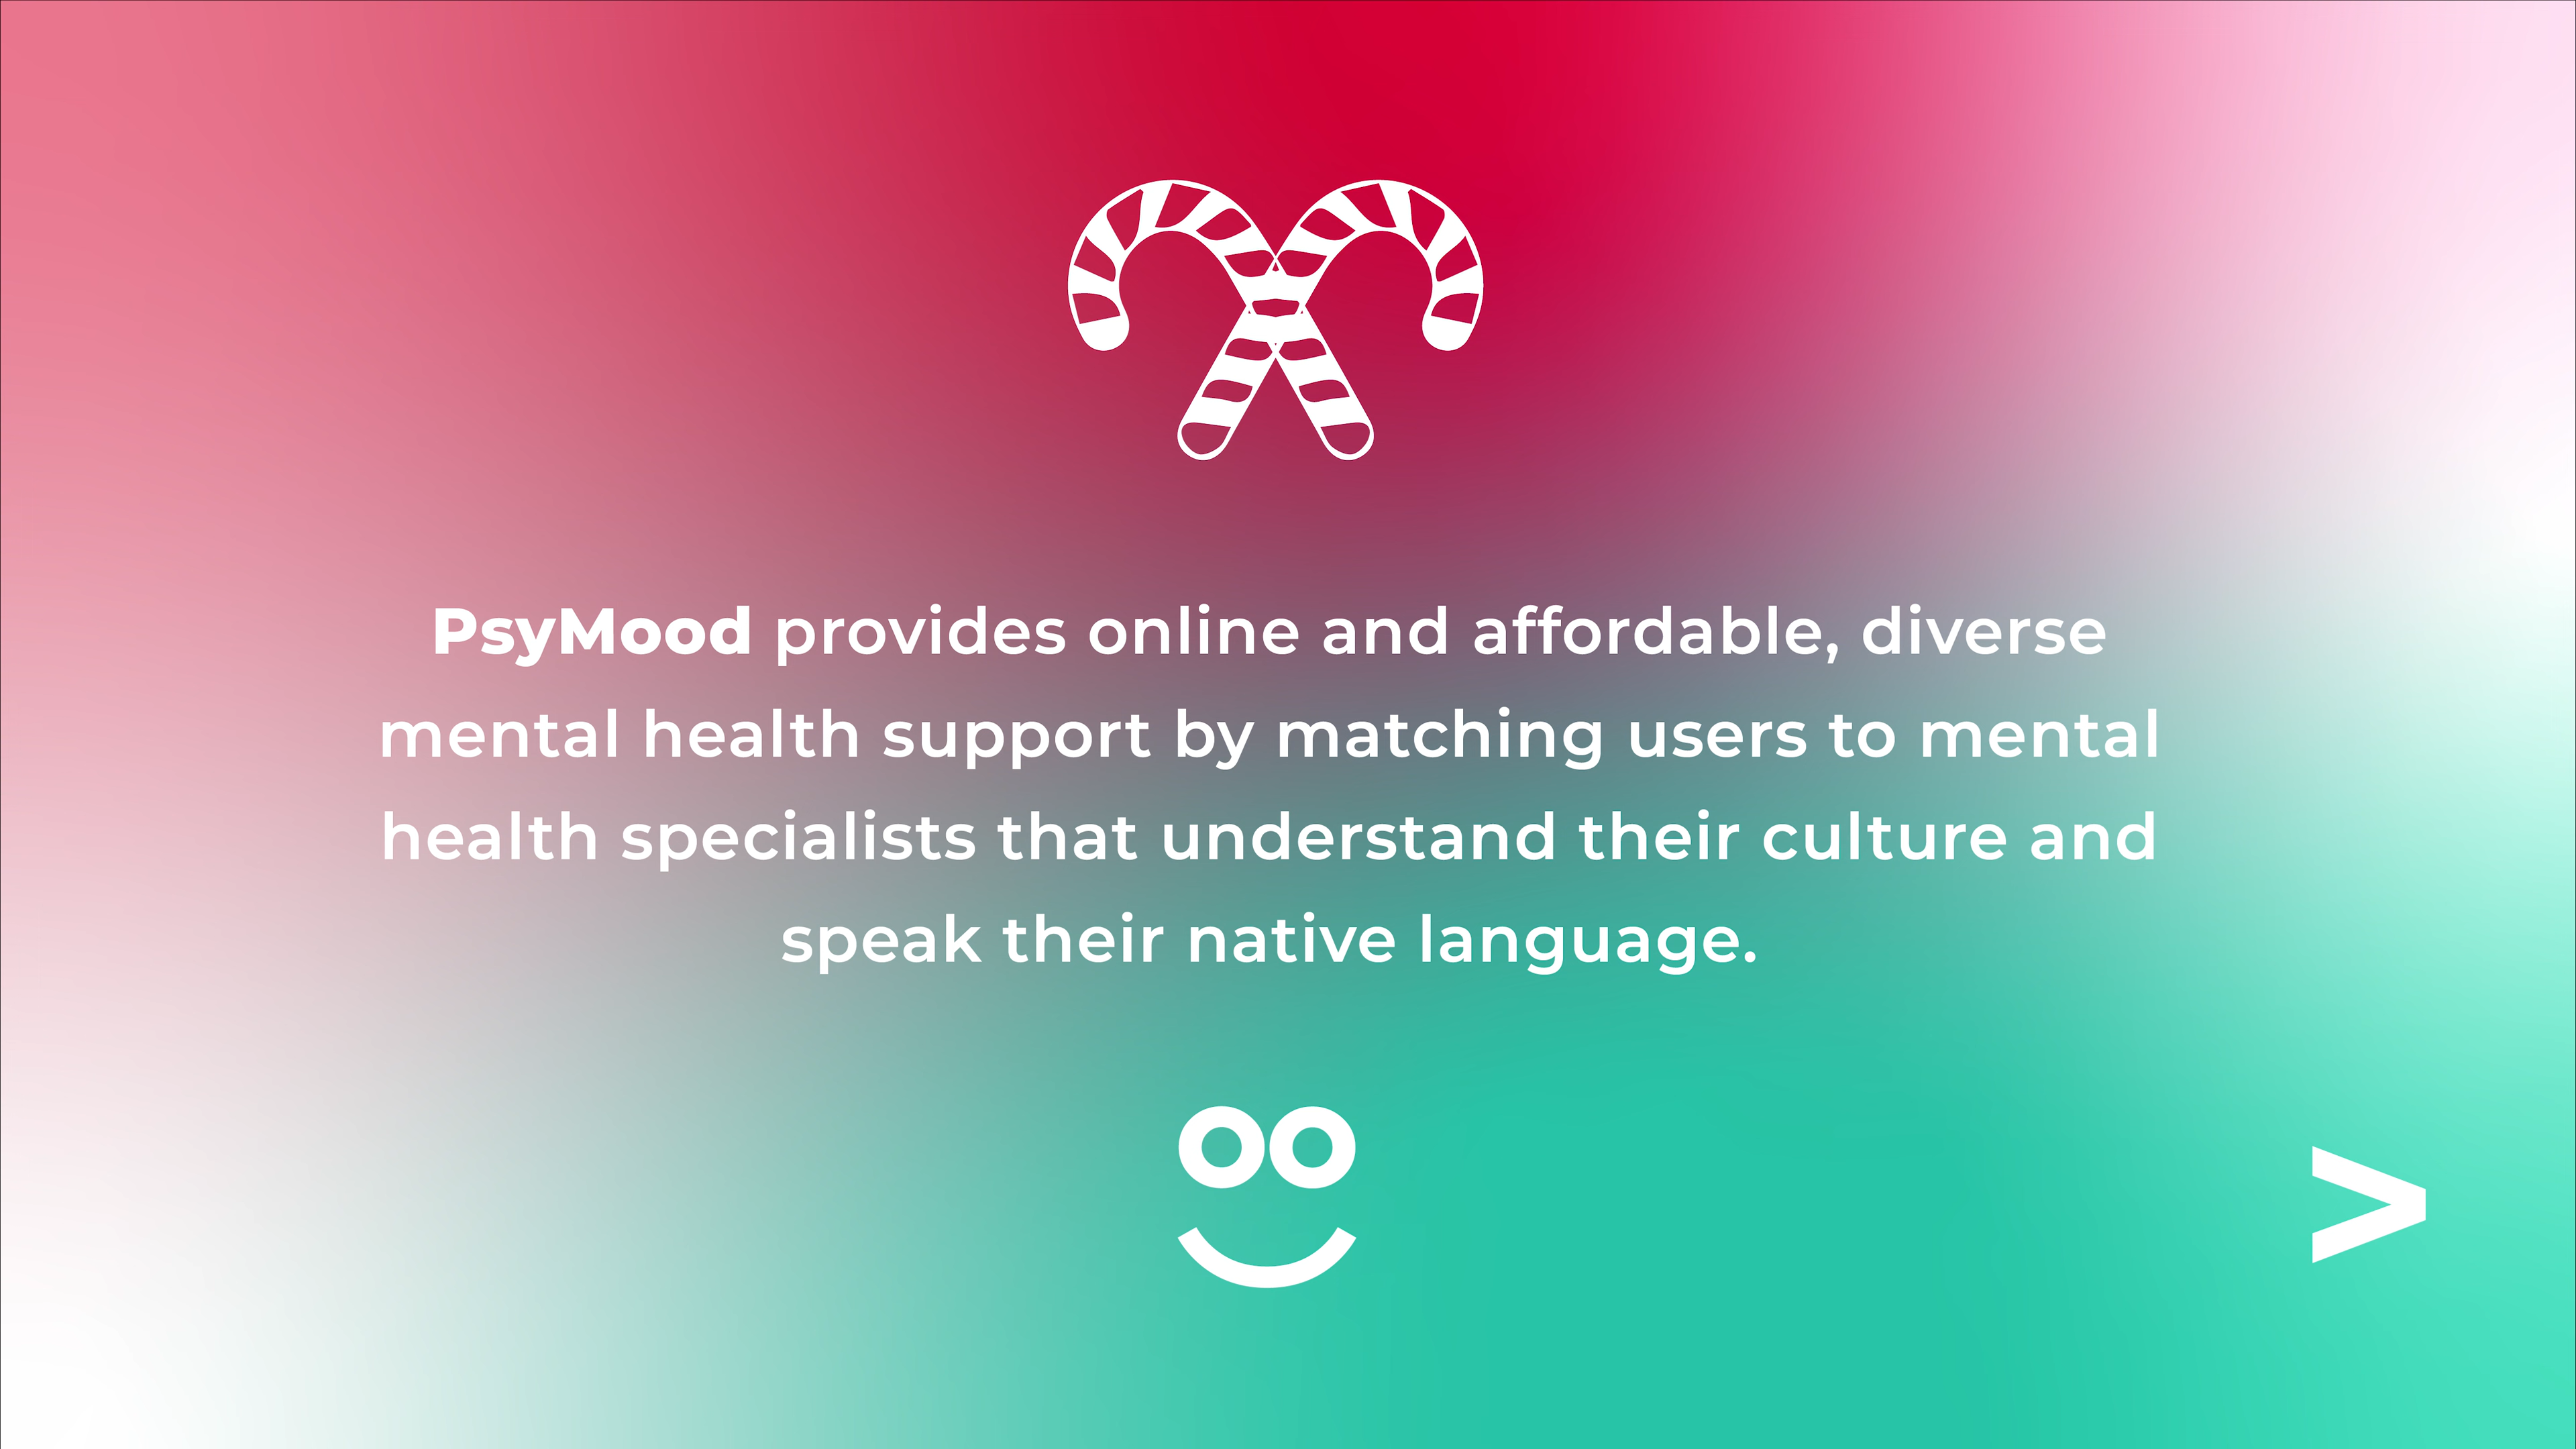 PsyMood provides online and affordable, diverse
mental health support by matching users to mental
health specialists that understand their culture and
speak their native language.
>